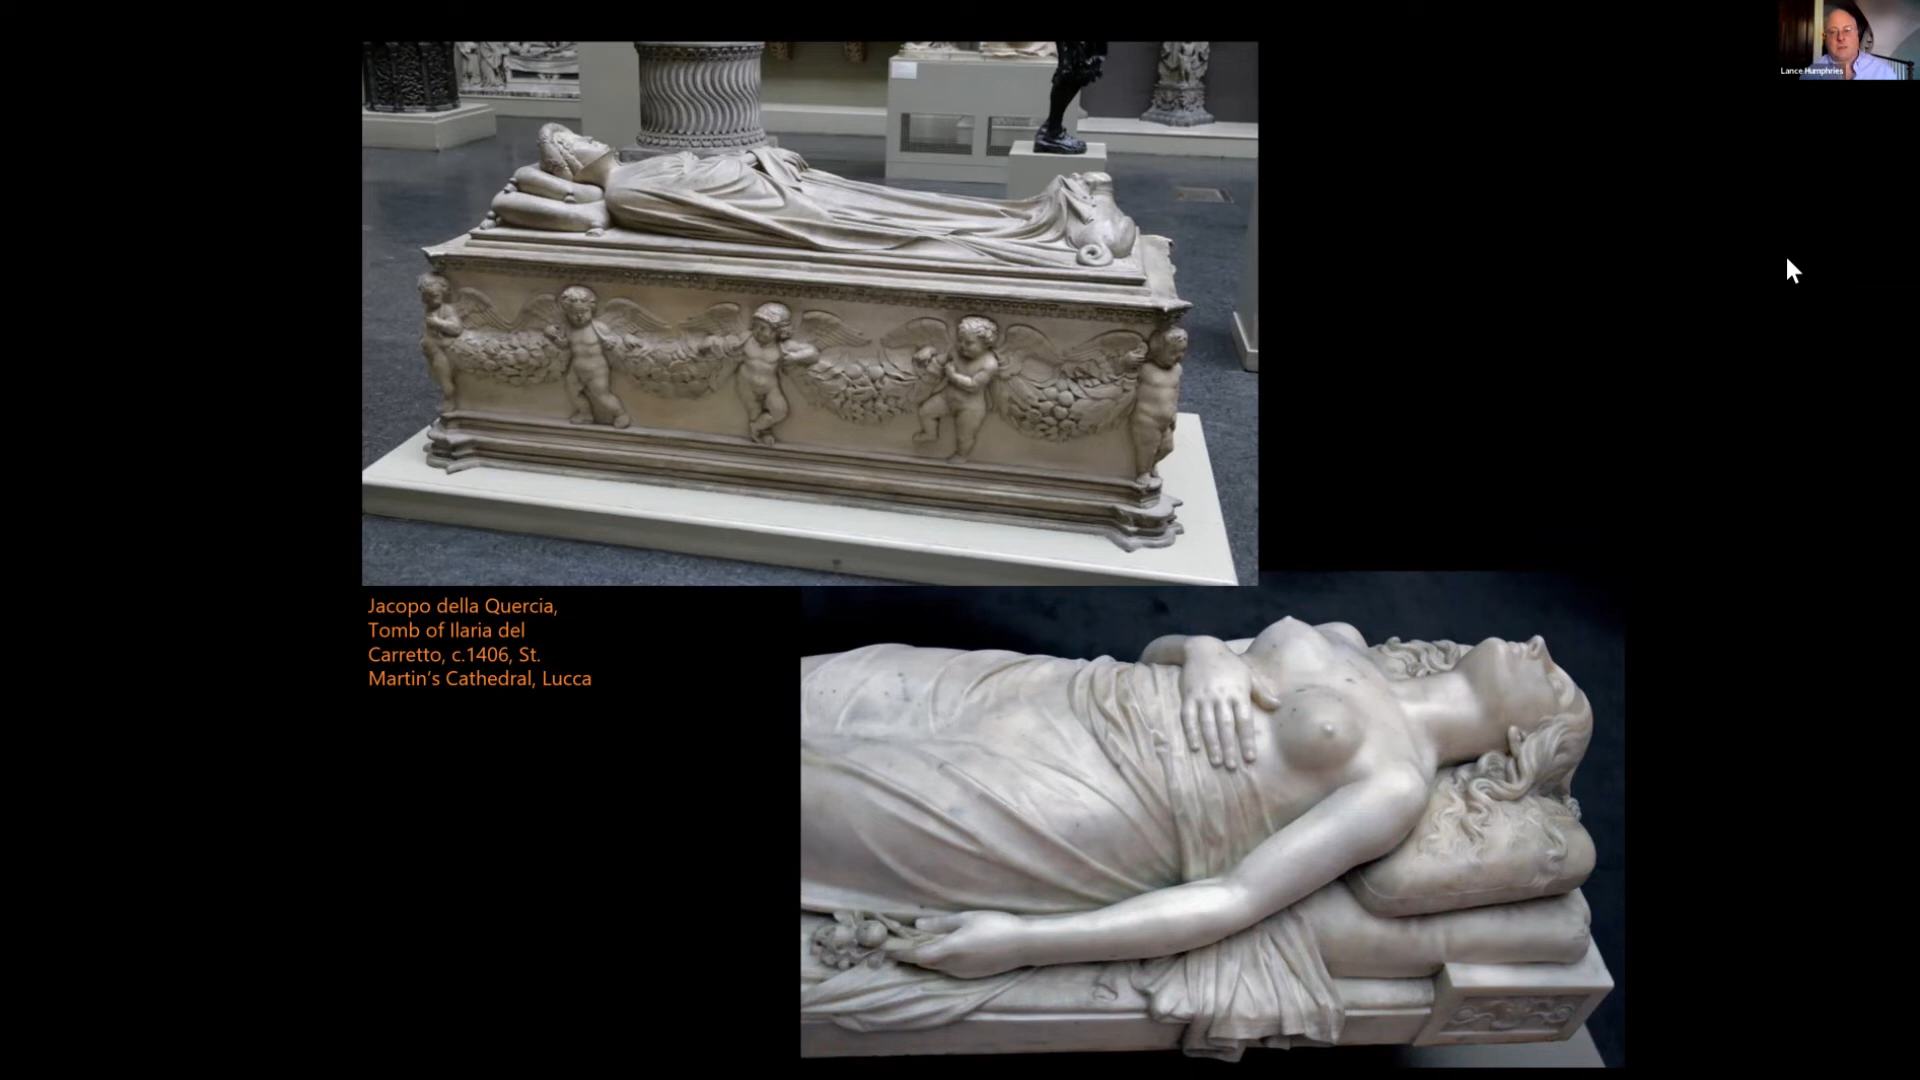 Lance Humphries
Jacopo della Quercia,
Tomb of Ilaria del
Carretto, c.1406, St.
Martin's Cathedral, Lucca